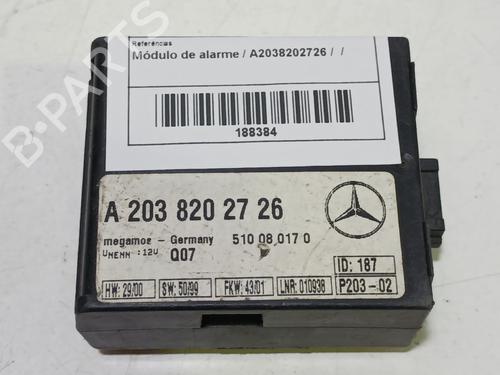 Referências
Módulo de alarme / A2038202726 / /
188384
B-PARTS
A 203 820 27 26
megamos - Germany 510 08 017 0
UNENN :12V Q07
ID: 187
HW: 29/00 SW: 50/99 FKW: 43/01 LNR: 010938 P203-02